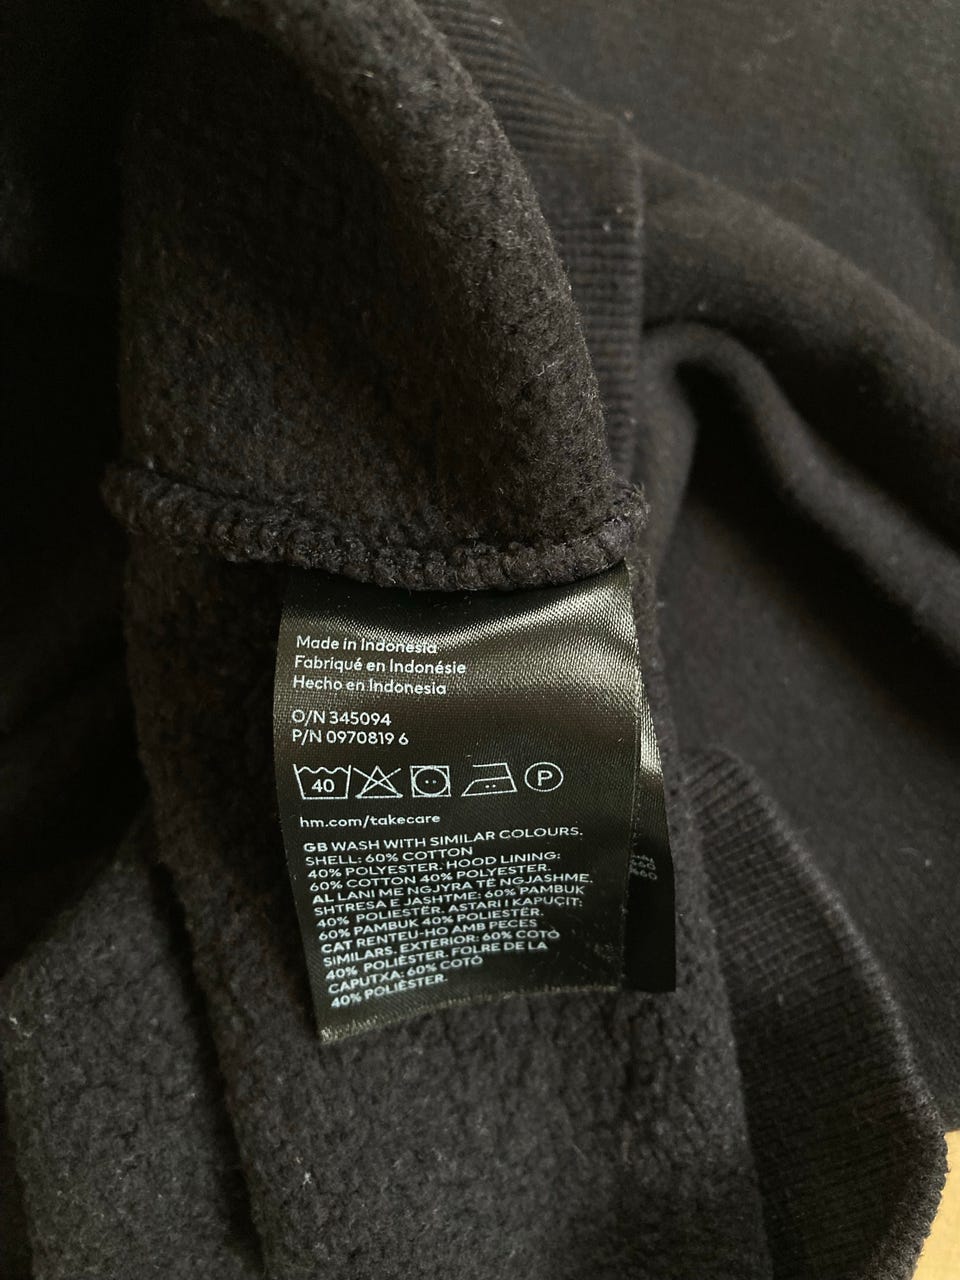 Made in Indonesia
Fabriqué en Indonésie
Hecho en Indonesia
O/N 345094
P/N 0970819 6
40 P
hm.com/takecare
GB WASH WITH SIMILAR COLOURS.
SHELL: 60% COTTON
40% POLYESTER. HOOD LINING:
60% COTTON 40% POLYESTER.
AL LANI ME NGJYRA TË NGJASHME.
SHTRESA E JASHTME: 60% PAMBUK
40% POLIESTËR. ASTARI I KAPUÇIT:
60% PAMBUK 40% POLIESTËR.
CAT RENTEU-HO AMB PECES
SIMILARS. EXTERIOR: 60% COTÓ
40% POLIÈSTER. FOLRE DE LA
CAPUTXA: 60% COTÓ
40% POLIÈSTER.